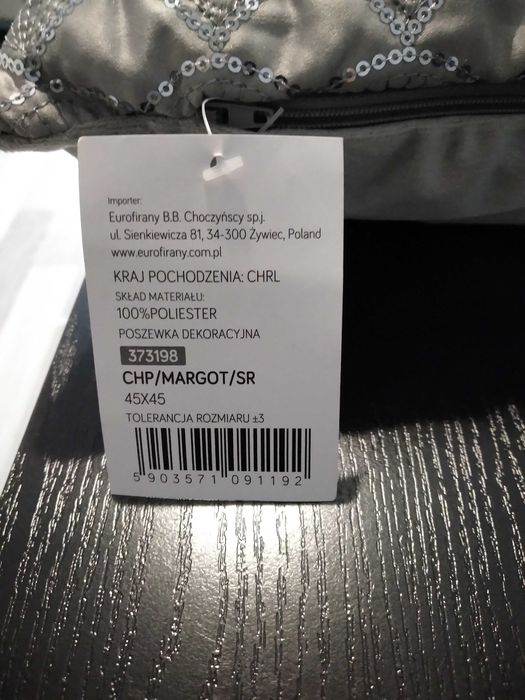 Importer:
Eurofirany B.B. Choczyńscy sp.j.
ul. Sienkiewicza 81, 34-300 Żywiec, Poland
www.eurofirany.com.pl
KRAJ POCHODZENIA: CHRL
SKŁAD MATERIAŁU:
100%POLIESTER
POSZEWKA DEKORACYJNA
373198
CHP/MARGOT/SR
45X45
TOLERANCJA ROZMIARU ±3
5 903571 091192